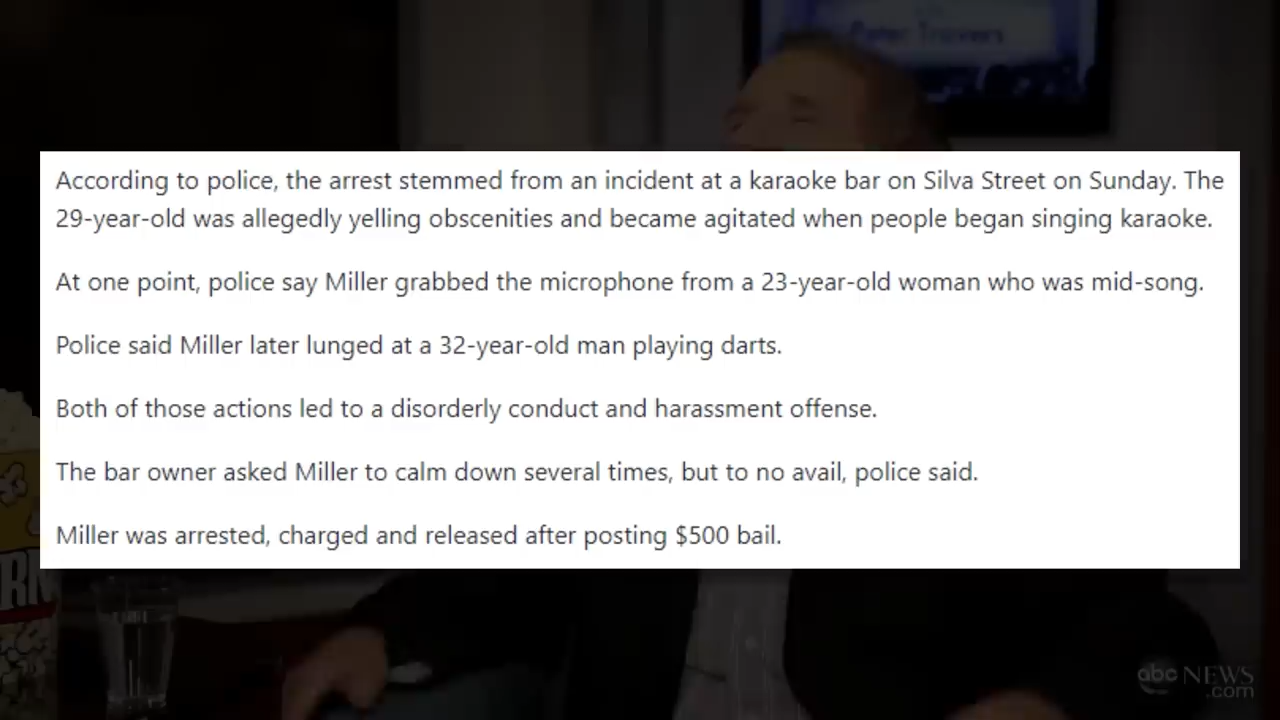 Peter Travers
According to police, the arrest stemmed from an incident at a karaoke bar on Silva Street on Sunday. The
29-year-old was allegedly yelling obscenities and became agitated when people began singing karaoke.
At one point, police say Miller grabbed the microphone from a 23-year-old woman who was mid-song.
Police said Miller later lunged at a 32-year-old man playing darts.
Both of those actions led to a disorderly conduct and harassment offense.
The bar owner asked Miller to calm down several times, but to no avail, police said.
Miller was arrested, charged and released after posting $500 bail.
RN
abc NEWS
.com